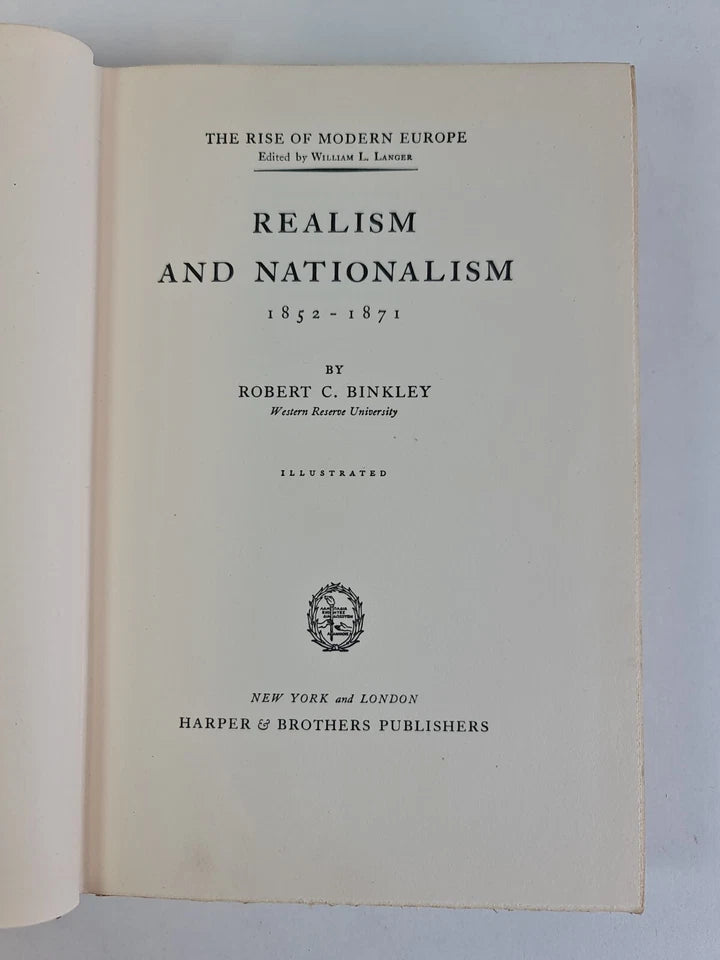 THE RISE OF MODERN EUROPE
Edited by WILLIAM L. LANGER
REALISM
AND NATIONALISM
1852-1871
BY
ROBERT C. BINKLEY
Western Reserve University
ILLUSTRATED
NEW YORK and LONDON
HARPER & BROTHERS PUBLISHERS